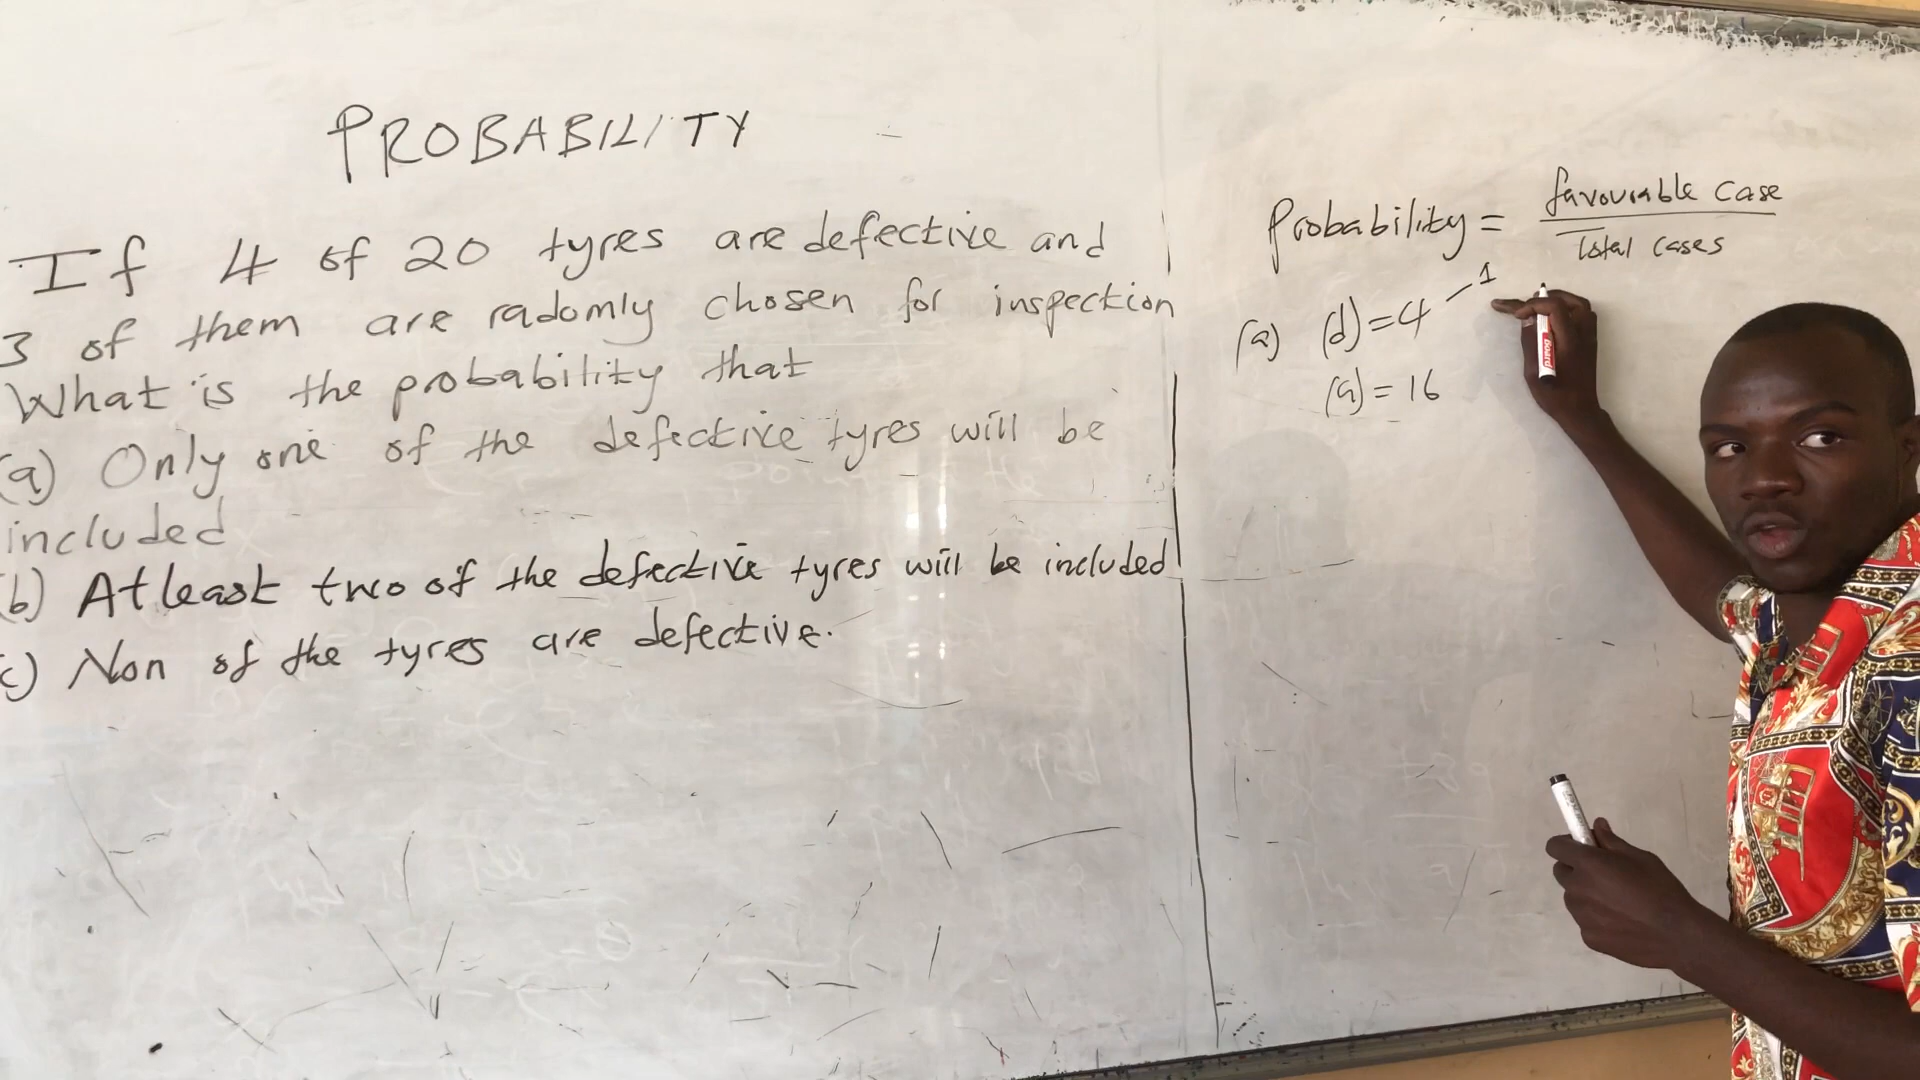 PROBABILITY
If 4 of 20 tyres are defective and
3 of them are radomly chosen for inspection
What is the probability that
(a) Only one of the defective tyres will be
included
(b) Atleast two of the defective tyres will be included
(c) Non of the tyres are defective.
Probability = favourable case
Total cases
(a) (d) = 4 - 1
(G) = 16
board